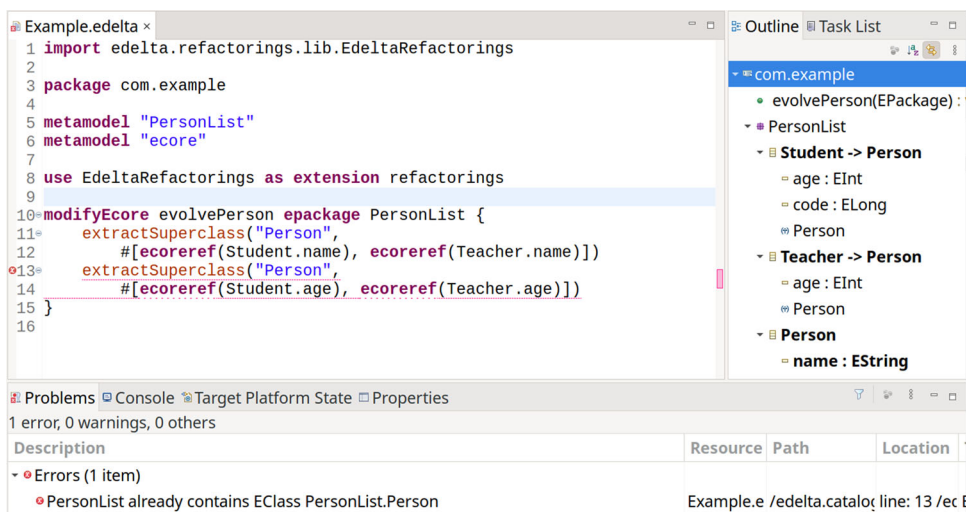 Example.edelta
1 import edelta.refactorings.lib.EdeltaRefactorings
2
3 package com.example
4
5 metamodel "PersonList"
6 metamodel "ecore"
7
8 use EdeltaRefactorings as extension refactorings
9
10 modifyEcore evolvePerson epackage PersonList {
11 extractSuperclass("Person",
12 #[ecoreref(Student.name), ecoreref(Teacher.name)])
13 extractSuperclass("Person",
14 #[ecoreref(Student.age), ecoreref(Teacher.age)])
15 }
16
Outline Task List
com.example
evolvePerson(EPackage) :
PersonList
Student -> Person
age : EInt
code : ELong
Person
Teacher -> Person
age : EInt
Person
Person
name : EString
Problems Console Target Platform State Properties
1 error, 0 warnings, 0 others
Description Resource Path Location
Errors (1 item)
PersonList already contains EClass PersonList.Person Example.e /edelta.catalog line: 13 /ec